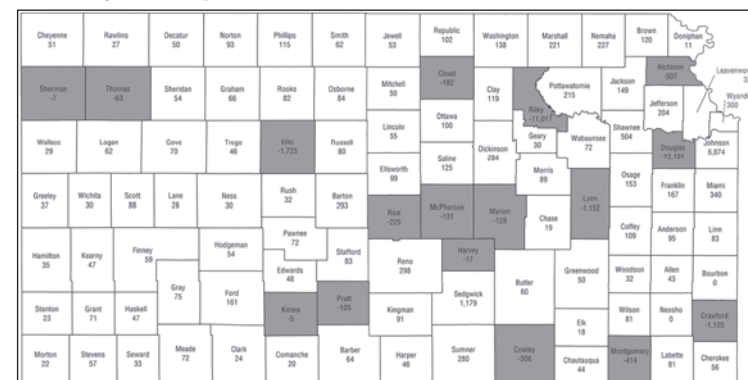 Cheyenne
51
Rawlins
27
Decatur
50
Norton
93
Phillips
115
Smith
62
Jewell
53
Republic
102
Washington
138
Marshall
221
Nemaha
227
Brown
120
Doniphan
11
Sherman
-7
Thomas
-63
Sheridan
54
Graham
66
Rooks
82
Osborne
84
Mitchell
50
Cloud
-182
Clay
119
Riley
-11,017
Pottawatomie
215
Jackson
149
Atchison
-507
Jefferson
204
Leavenwor
Wyand
300
Wallace
29
Logan
62
Gove
70
Trego
46
Ellis
-1,725
Russell
80
Lincoln
55
Ottawa
100
Saline
125
Dickinson
284
Geary
30
Wabaunsee
72
Shawnee
504
Douglas
-12,161
Johnson
6,074
Ellsworth
99
Morris
89
Osage
153
Franklin
167
Miami
340
Greeley
37
Wichita
30
Scott
88
Lane
28
Ness
30
Rush
32
Barton
293
Rice
-225
McPherson
-131
Marion
-128
Chase
19
Lyon
-1,152
Coffey
109
Anderson
95
Linn
83
Hamilton
35
Kearny
47
Finney
59
Hodgeman
54
Pawnee
72
Stafford
83
Edwards
48
Reno
298
Harvey
-17
Butler
60
Greenwood
50
Woodson
32
Allen
43
Bourbon
0
Gray
75
Ford
161
Kiowa
-5
Pratt
-105
Kingman
91
Sedgwick
1,179
Elk
18
Wilson
81
Neosho
0
Crawford
-1,105
Stanton
23
Grant
71
Haskell
47
Morton
22
Stevens
57
Seward
33
Meade
72
Clark
24
Comanche
20
Barber
64
Harper
46
Sumner
280
Cowley
-306
Chautauqua
44
Montgomery
-414
Labette
81
Cherokee
56